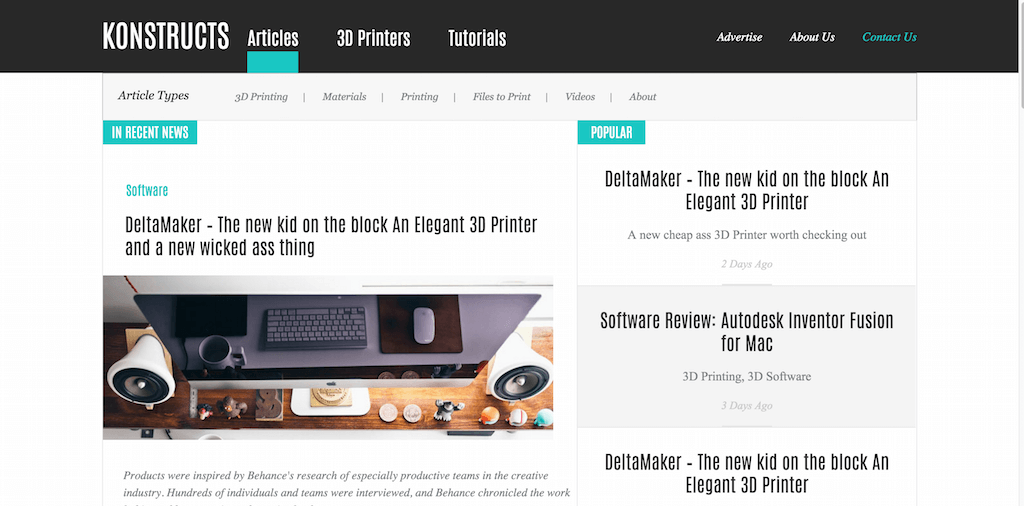 KONSTRUCTS Articles 3D Printers Tutorials Advertise About Us Contact Us
Article Types 3D Printing | Materials | Printing | Files to Print | Videos | About
IN RECENT NEWS
Software
DeltaMaker - The new kid on the block An Elegant 3D Printer
and a new wicked ass thing
Products were inspired by Behance's research of especially productive teams in the creative
industry. Hundreds of individuals and teams were interviewed, and Behance chronicled the work
POPULAR
DeltaMaker - The new kid on the block An
Elegant 3D Printer
A new cheap ass 3D Printer worth checking out
2 Days Ago
Software Review: Autodesk Inventor Fusion
for Mac
3D Printing, 3D Software
3 Days Ago
DeltaMaker - The new kid on the block An
Elegant 3D Printer